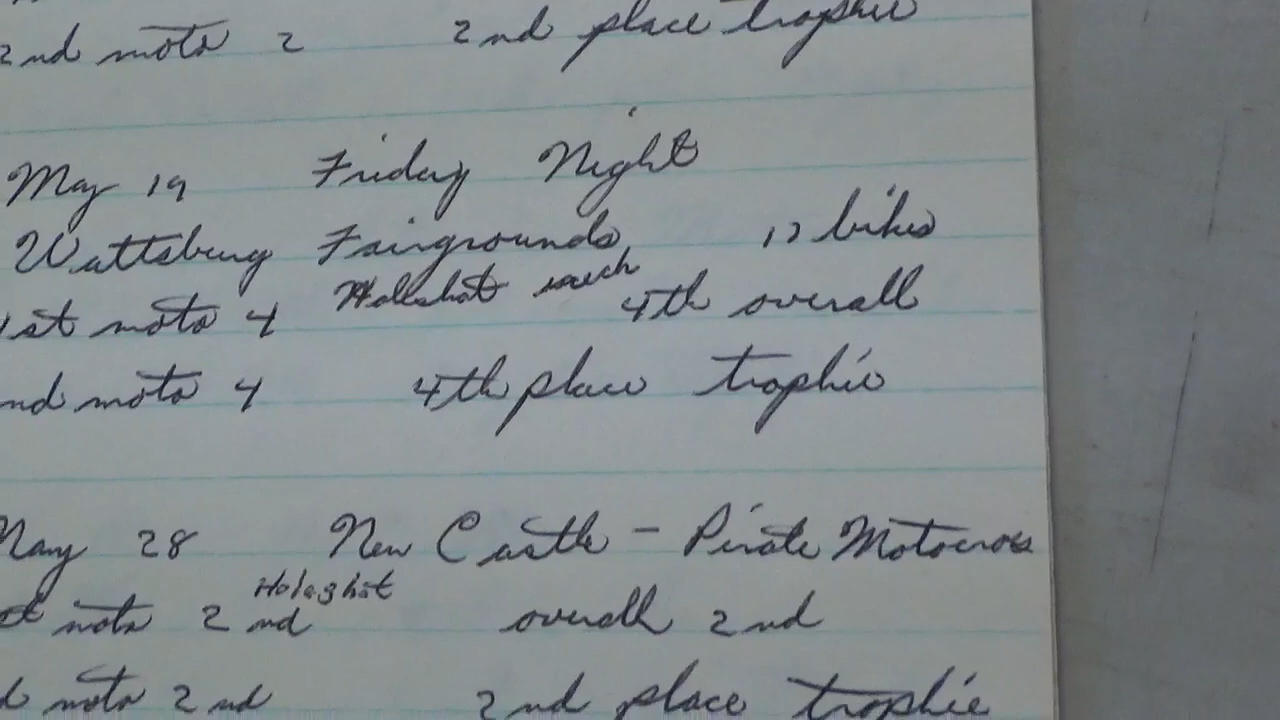 2nd moto 2 2nd place trophie
May 19 Friday Night
Wattsburg Fairgrounds, bikes
Holeshot each
1st moto 4 4th overall
nd moto 4 4th place trophie
May 28 New Castle - Pirate Motocross
Holeshot
st moto 2nd overall 2nd
d moto 2nd 2nd place trophie